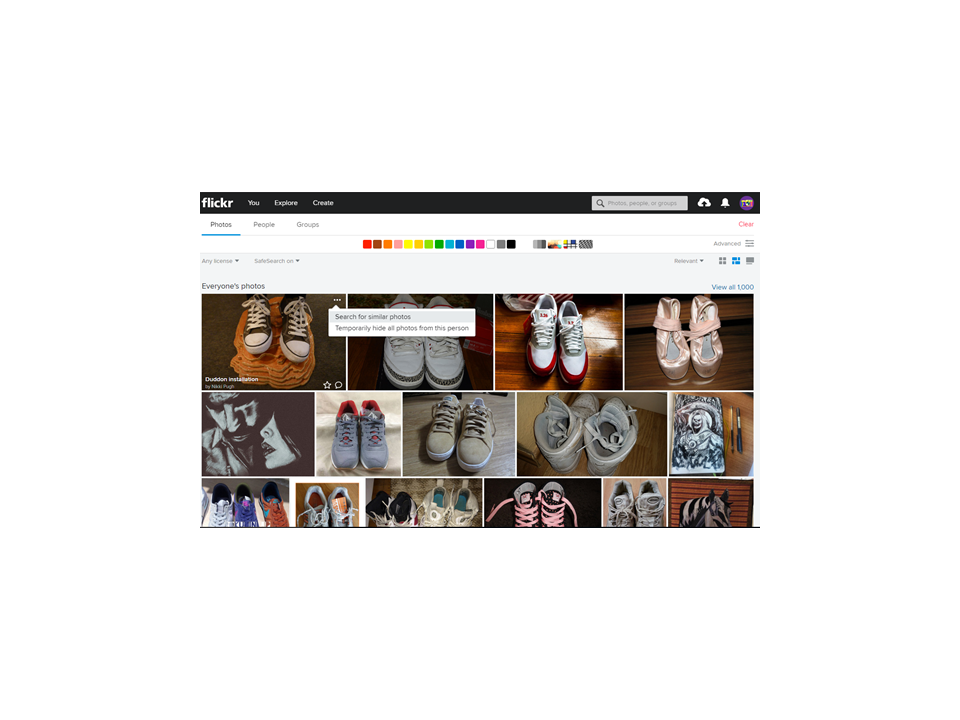 flickr You Explore Create Photos, people, or groups
Photos People Groups Clear
Advanced
Any license SafeSearch on Relevant
Everyone's photos View all 1,000
Search for similar photos
Temporarily hide all photos from this person
Duddon installation
by Nikki Pugh